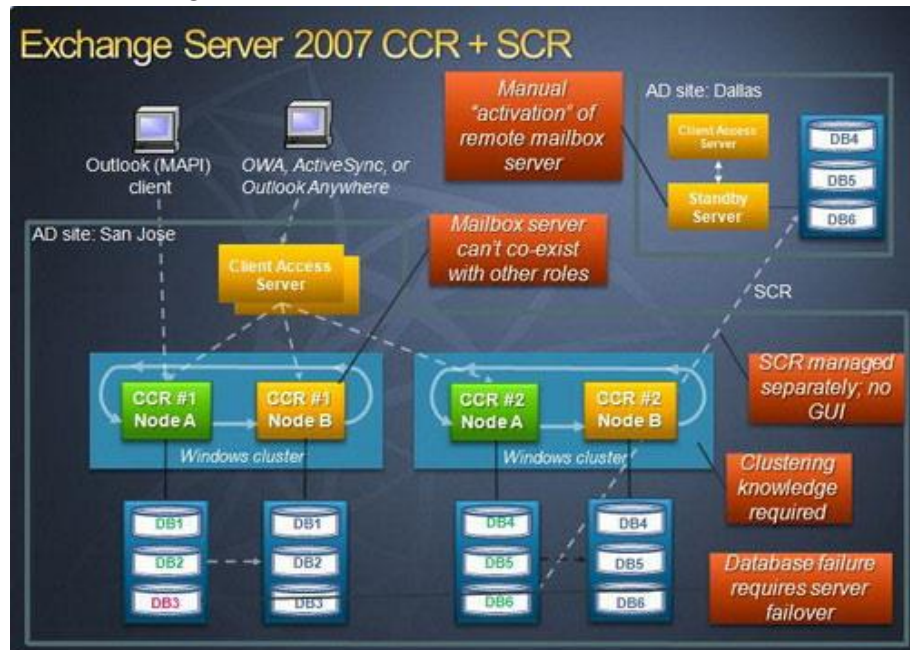 Exchange Server 2007 CCR + SCR
Manual
"activation" of
remote mailbox
server
AD site: Dallas
Client Access
Server
Standby
Server
DB4
DB5
DB6
Outlook (MAPI)
client
OWA, ActiveSync, or
Outlook Anywhere
AD site: San Jose
Client Access
Server
Mailbox server
can't co-exist
with other roles
SCR
SCR managed
separately; no
GUI
CCR #1
Node A
CCR #1
Node B
Windows cluster
CCR #2
Node A
CCR #2
Node B
Windows cluster
Clustering
knowledge
required
DB1
DB2
DB3
DB1
DB2
DB3
DB4
DB5
DB6
DB4
DB5
DB6
Database failure
requires server
failover